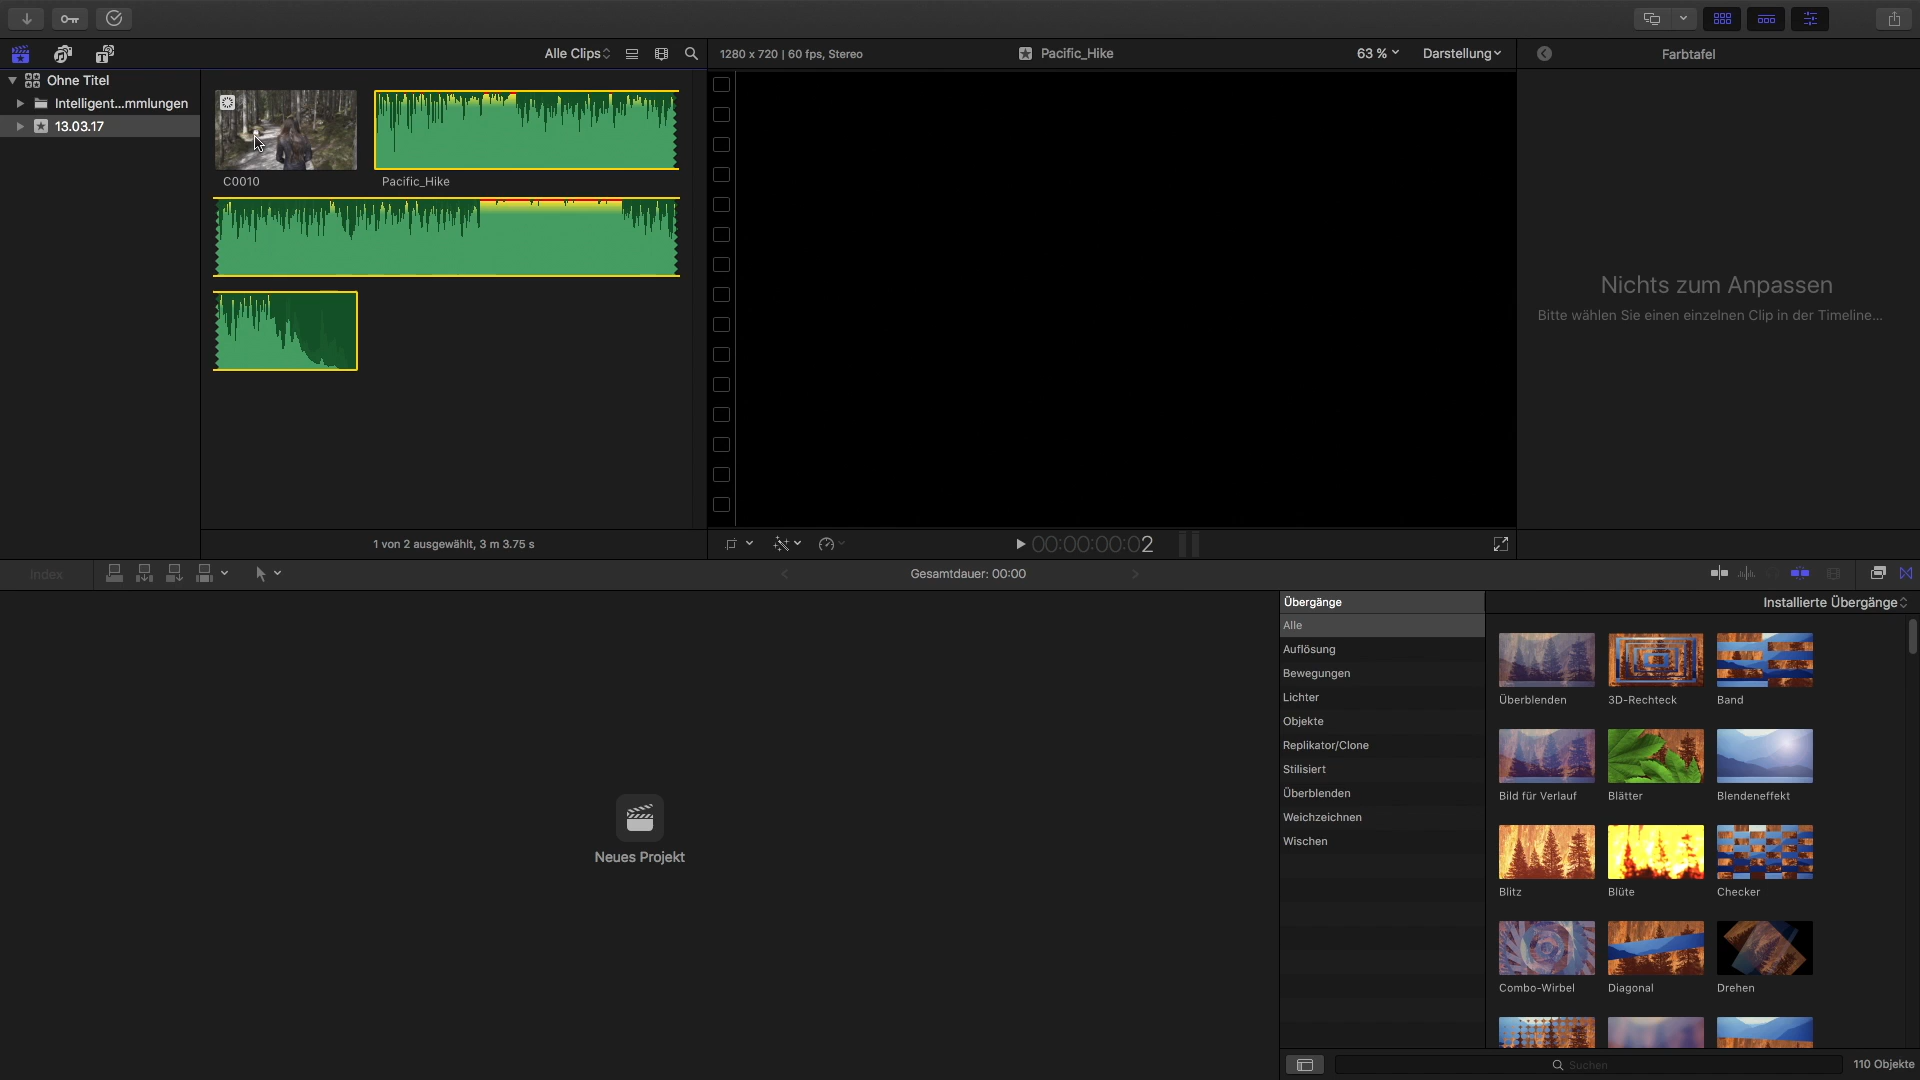 Alle Clips
1280 x 720 | 60 fps, Stereo
Pacific_Hike
63 %
Darstellung
Farbtafel
Ohne Titel
Intelligent...mmlungen
13.03.17
C0010
Pacific_Hike
Nichts zum Anpassen
Bitte wählen Sie einen einzelnen Clip in der Timeline...
1 von 2 ausgewählt, 3 m 3.75 s
00:00:00:02
Index
Gesamtdauer: 00:00
Übergänge
Installierte Übergänge
Alle
Auflösung
Bewegungen
Lichter
Objekte
Replikator/Clone
Stilisiert
Überblenden
Weichzeichnen
Wischen
Überblenden
3D-Rechteck
Band
Bild für Verlauf
Blätter
Blendeneffekt
Blitz
Blüte
Checker
Combo-Wirbel
Diagonal
Drehen
Neues Projekt
Suchen
110 Objekte